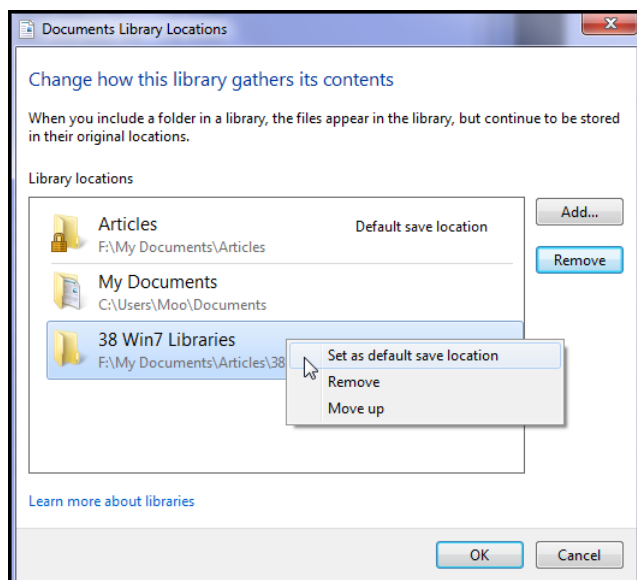 Documents Library Locations
Change how this library gathers its contents
When you include a folder in a library, the files appear in the library, but continue to be stored
in their original locations.
Library locations
Articles
Default save location
F:\My Documents\Articles
My Documents
C:\Users\Moo\Documents
38 Win7 Libraries
F:\My Documents\Articles\38
Set as default save location
Remove
Move up
Add...
Remove
Learn more about libraries
OK
Cancel